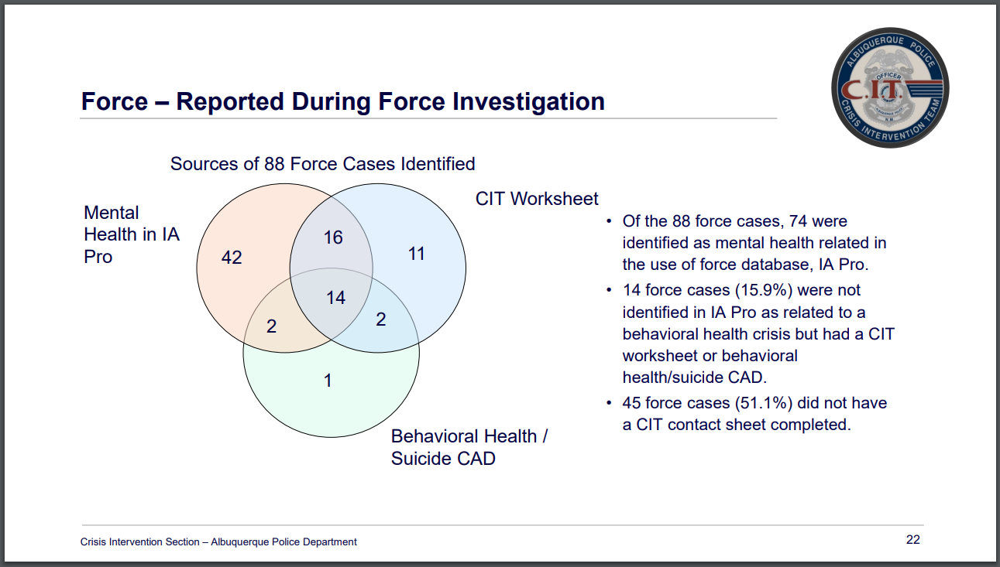 ALBUQUERQUE POLICE
OFFICER
C.I.T.
CRISIS INTERVENTION TEAM
Force – Reported During Force Investigation
Sources of 88 Force Cases Identified
Mental
Health in IA
Pro
CIT Worksheet
42
16
11
14
2
2
1
Behavioral Health /
Suicide CAD
• Of the 88 force cases, 74 were
identified as mental health related in
the use of force database, IA Pro.
• 14 force cases (15.9%) were not
identified in IA Pro as related to a
behavioral health crisis but had a CIT
worksheet or behavioral
health/suicide CAD.
• 45 force cases (51.1%) did not have
a CIT contact sheet completed.
Crisis Intervention Section – Albuquerque Police Department
22